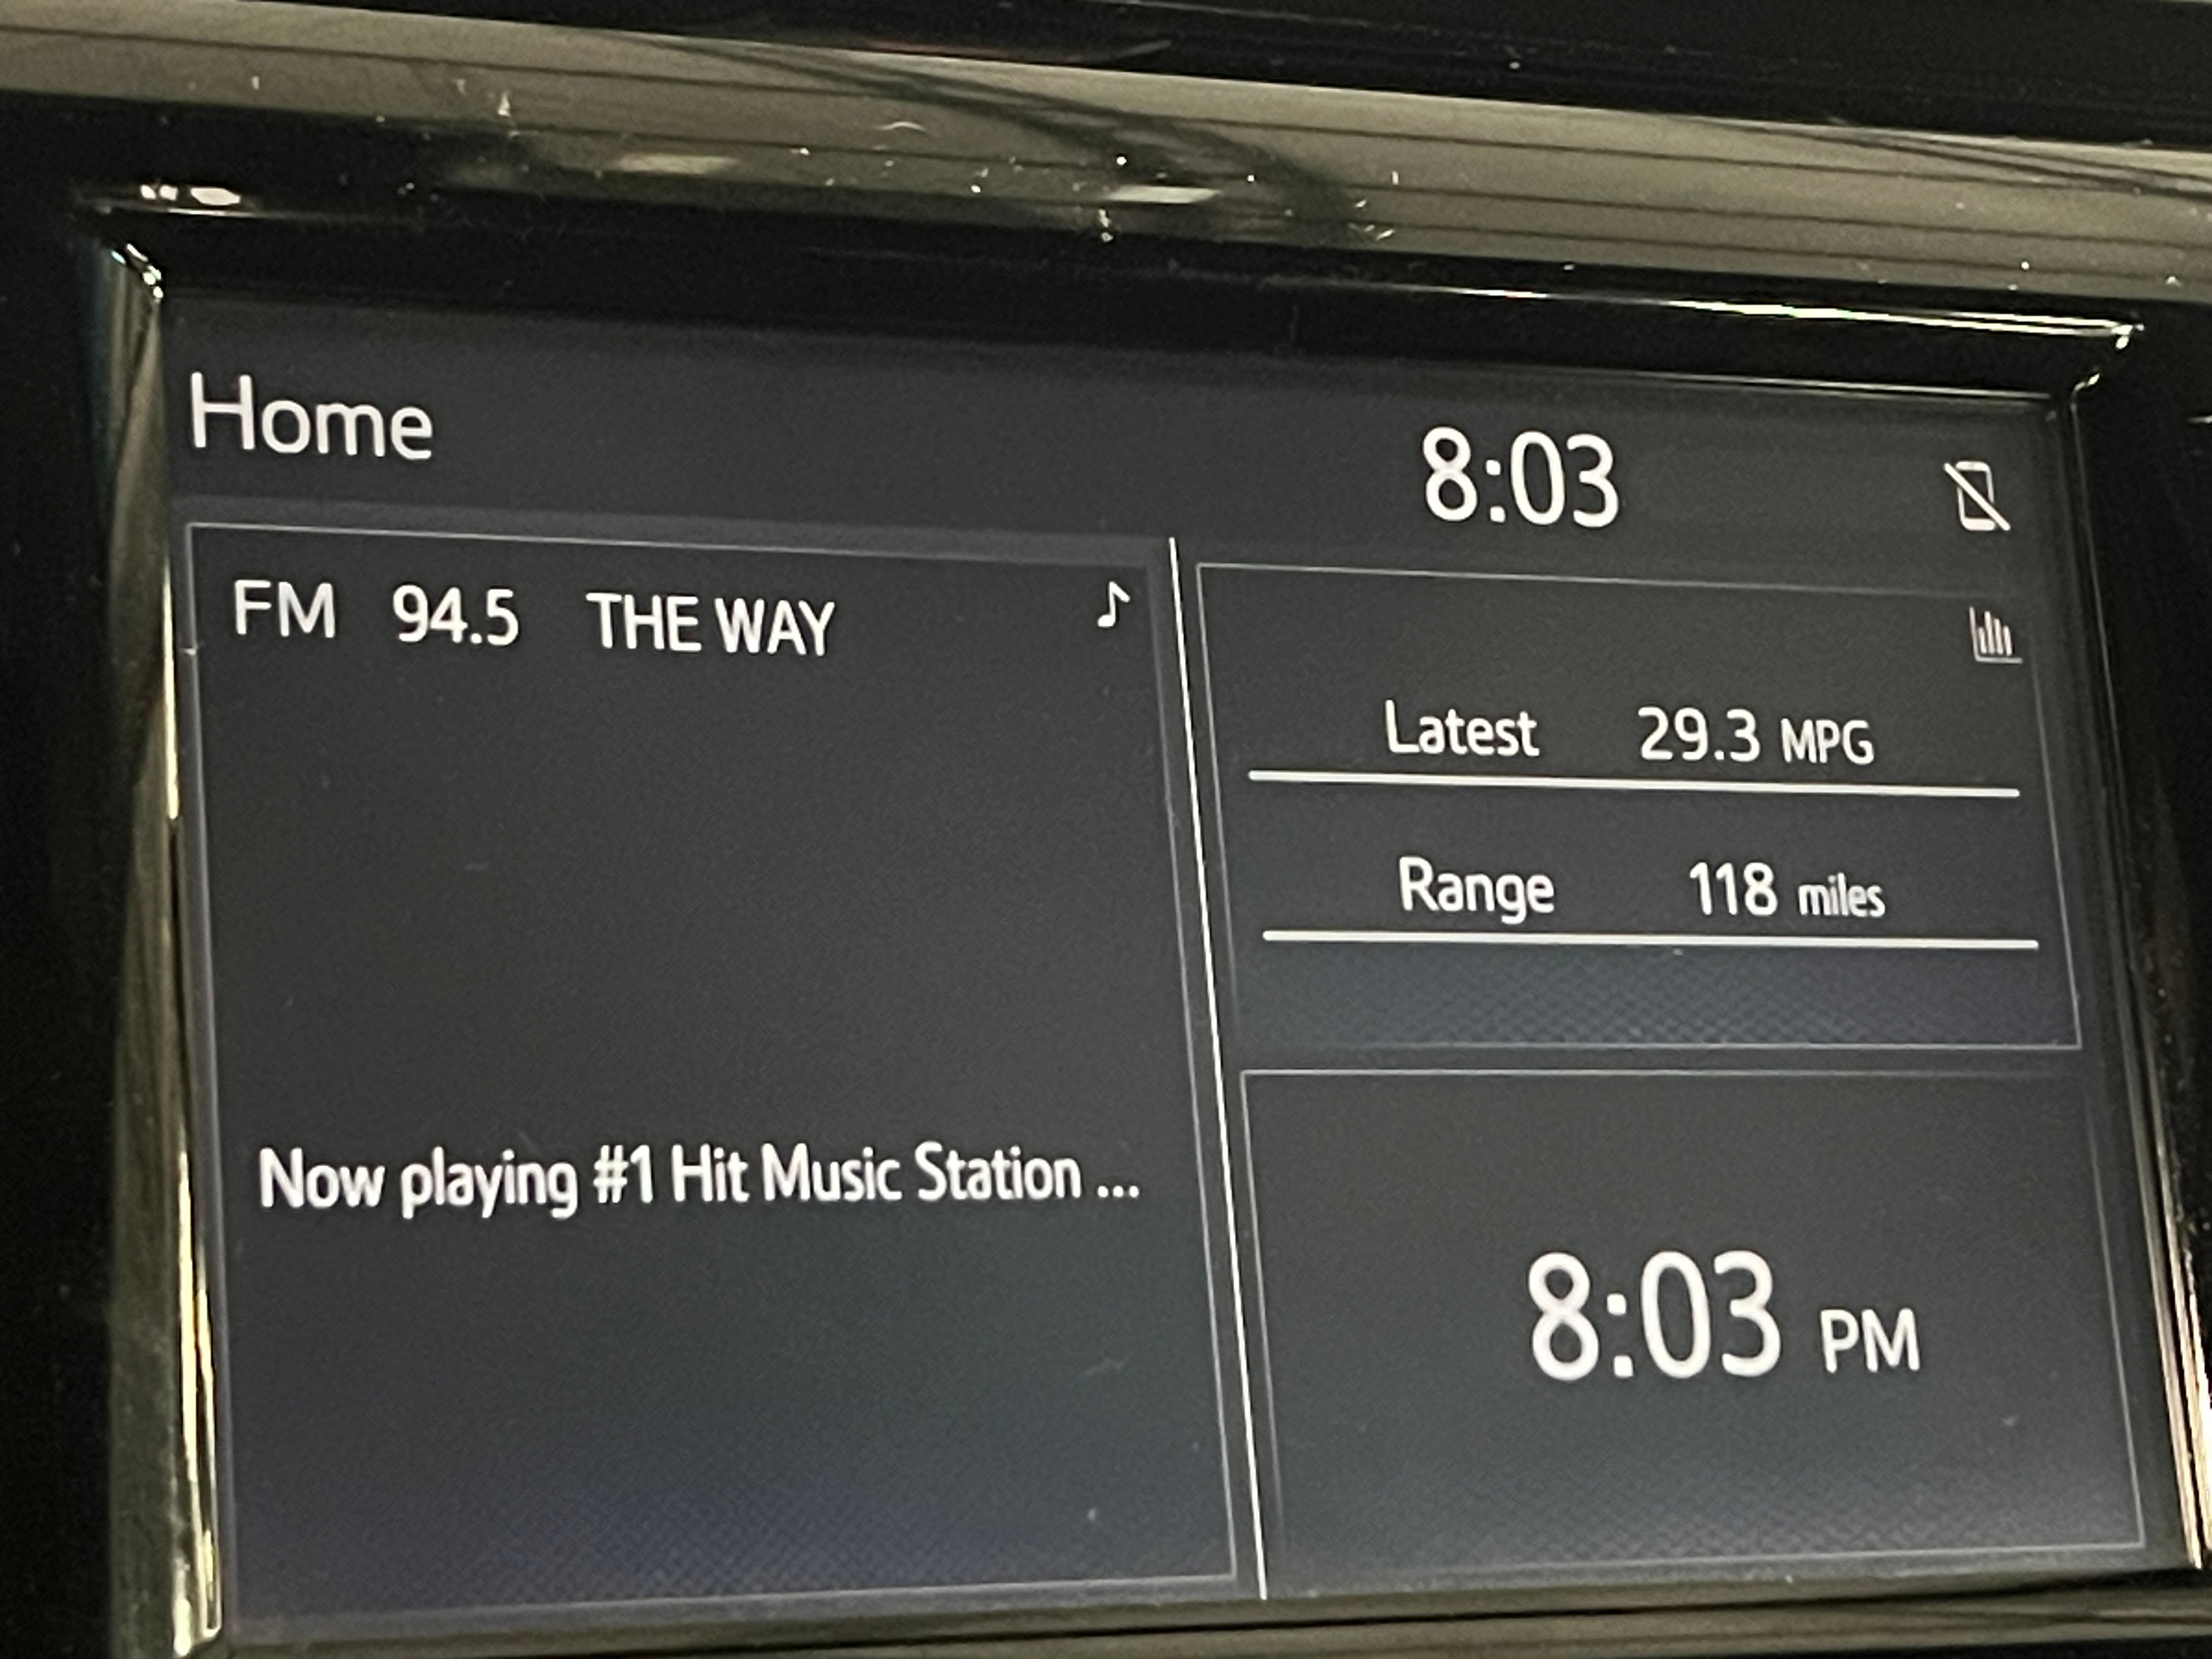 Home
8:03
FM 94.5 THE WAY
Latest 29.3 MPG
Range 118 miles
Now playing #1 Hit Music Station ...
8:03 PM